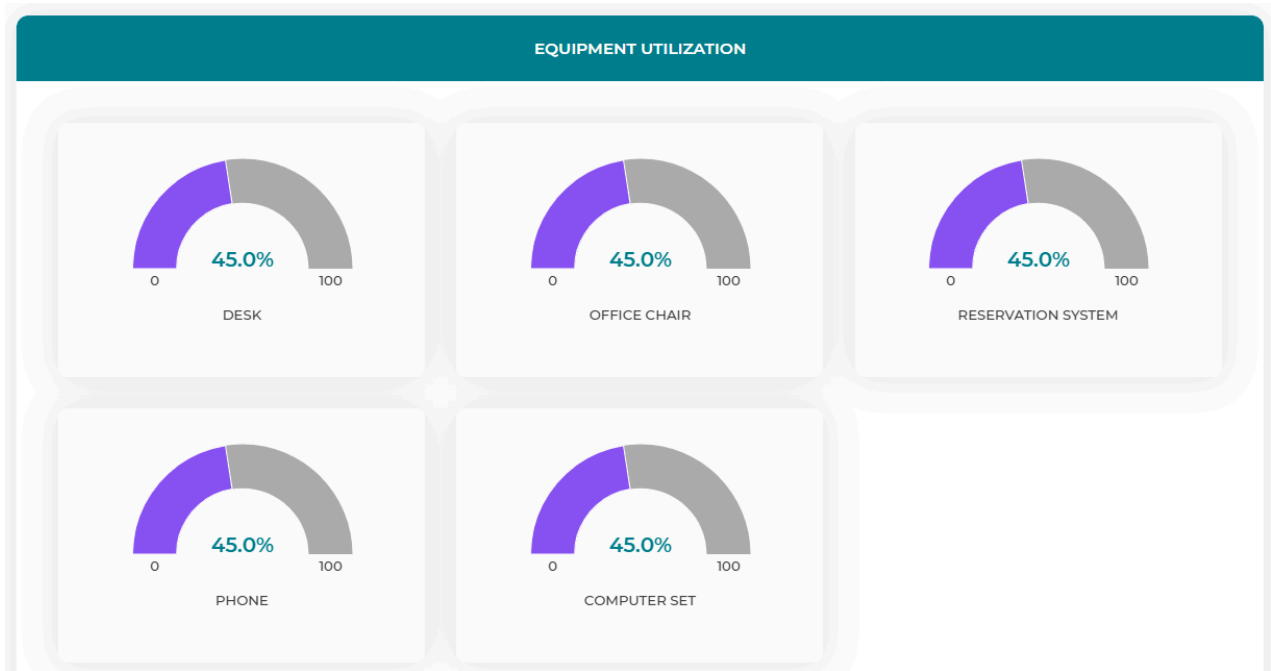 EQUIPMENT UTILIZATION
45.0%
0 100
DESK
45.0%
0 100
OFFICE CHAIR
45.0%
0 100
RESERVATION SYSTEM
45.0%
0 100
PHONE
45.0%
0 100
COMPUTER SET